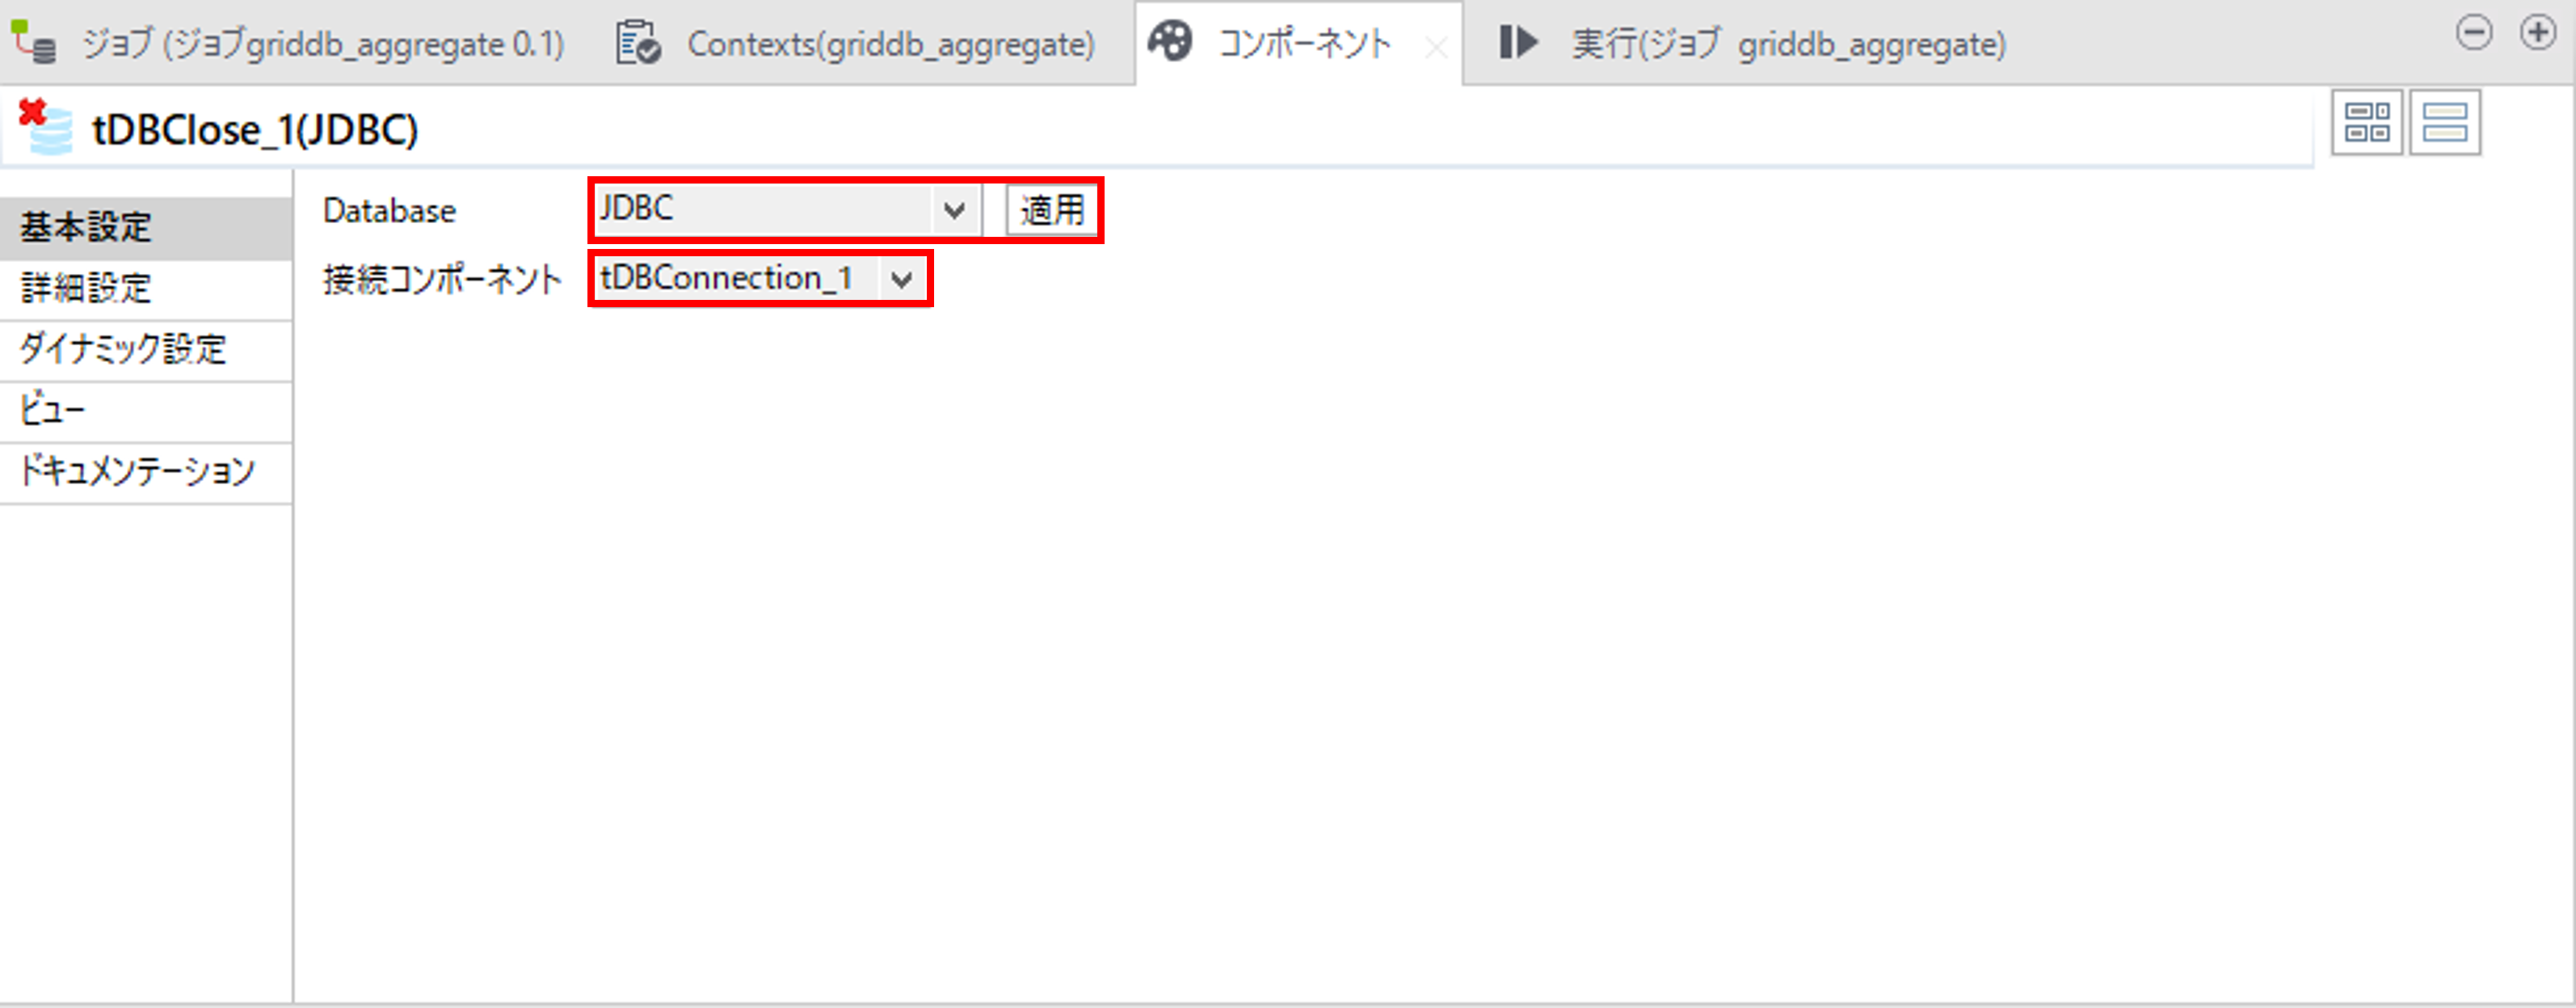 ジョブ (ジョブgriddb_aggregate 0.1)
Contexts(griddb_aggregate)
コンポーネント
実行(ジョブ griddb_aggregate)
tDBClose_1(JDBC)
基本設定
詳細設定
ダイナミック設定
ビュー
ドキュメンテーション
Database
JDBC
適用
接続コンポーネント
tDBConnection_1